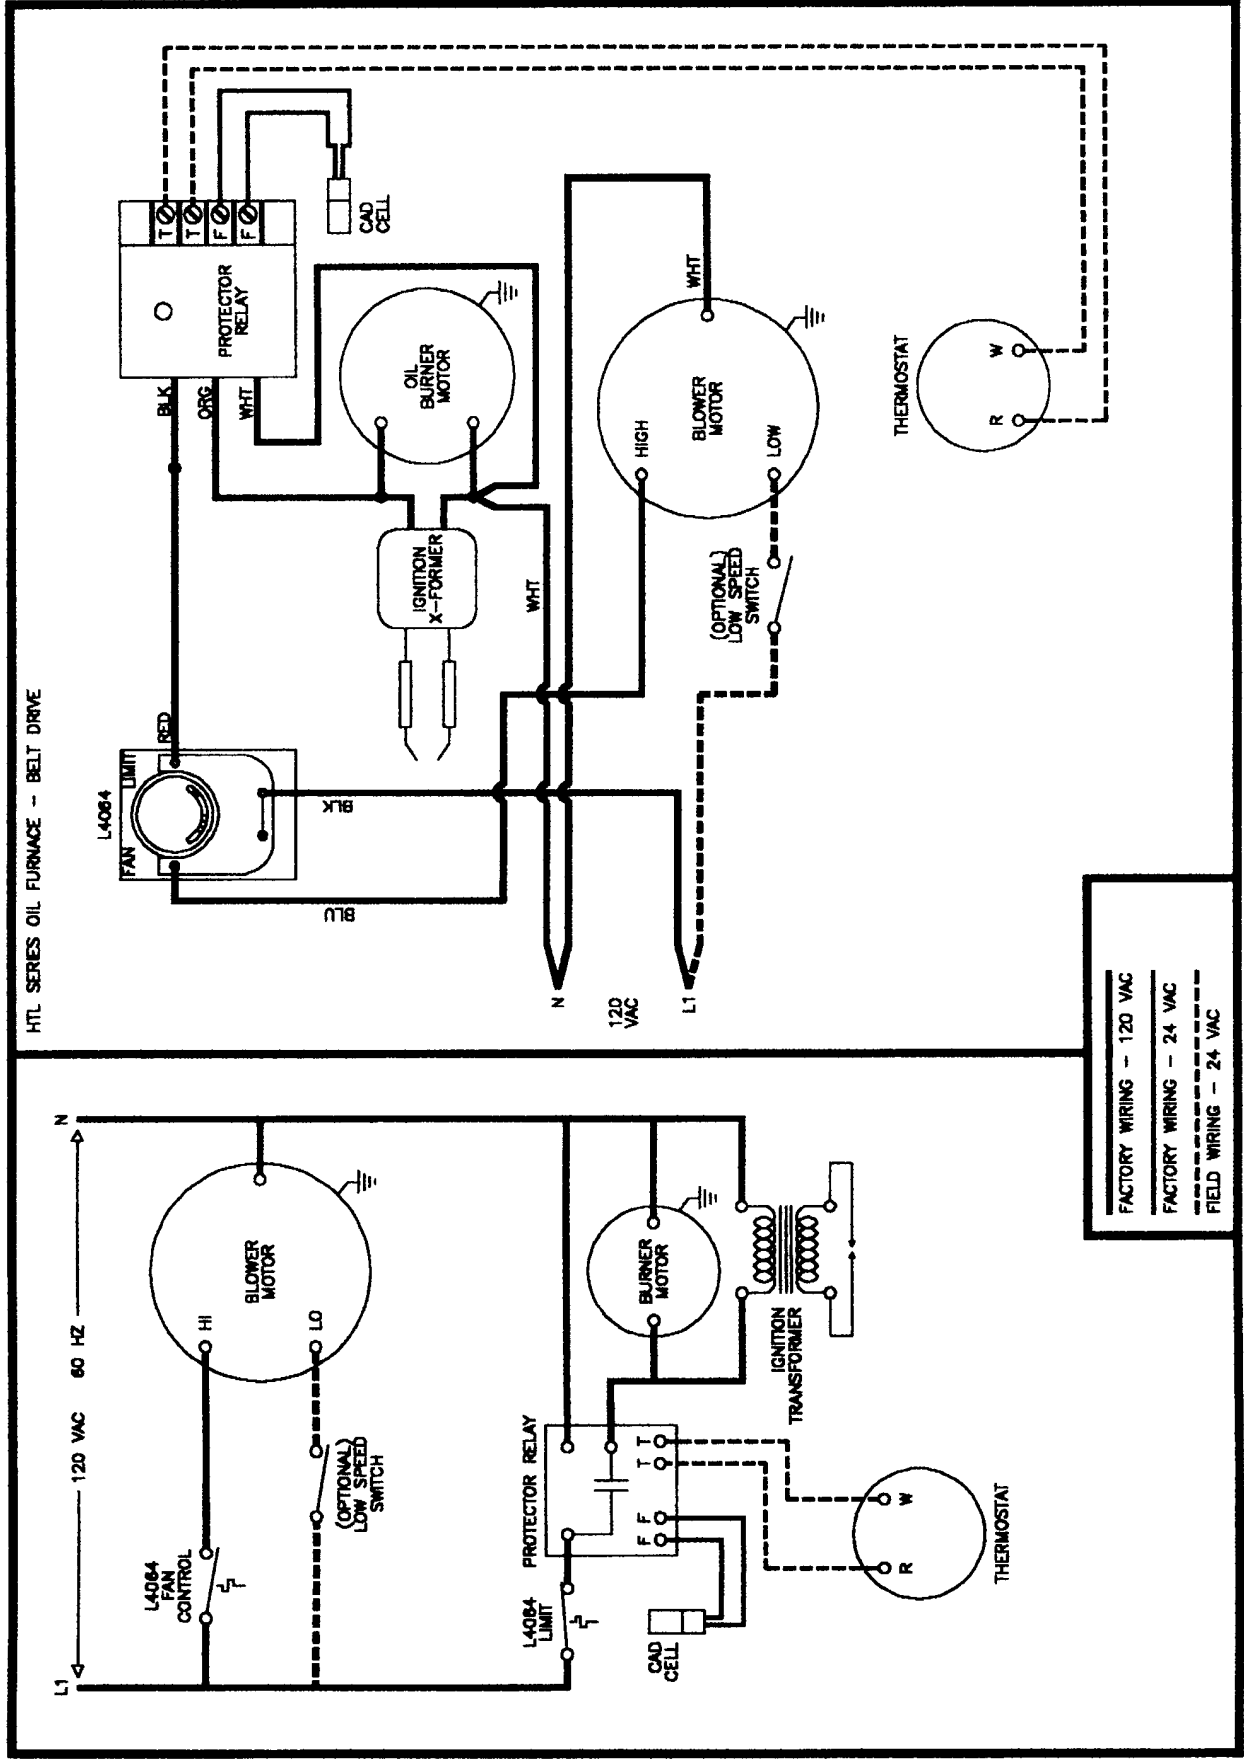 HTL SERIES OIL FURNACE -- BELT DRIVE
120 VAC 60 HZ
L1
N
L4064
FAN
CONTROL
HI
LO
BLOWER
MOTOR
(OPTIONAL)
LOW SPEED
SWITCH
L4064
LIMIT
PROTECTOR RELAY
F F T T
CAD
CELL
BURNER
MOTOR
IGNITION
TRANSFORMER
R W
THERMOSTAT
L4064
FAN LIMIT
RED
BLK
BLU
BLK
ORG
WHT
PROTECTOR
RELAY
T
T
F
F
CAD
CELL
OIL
BURNER
MOTOR
IGNITION
X-FORMER
WHT
WHT
HIGH
LOW
BLOWER
MOTOR
(OPTIONAL)
LOW SPEED
SWITCH
N
120
VAC
L1
THERMOSTAT
R W
FACTORY WIRING - 120 VAC
FACTORY WIRING - 24 VAC
FIELD WIRING - 24 VAC